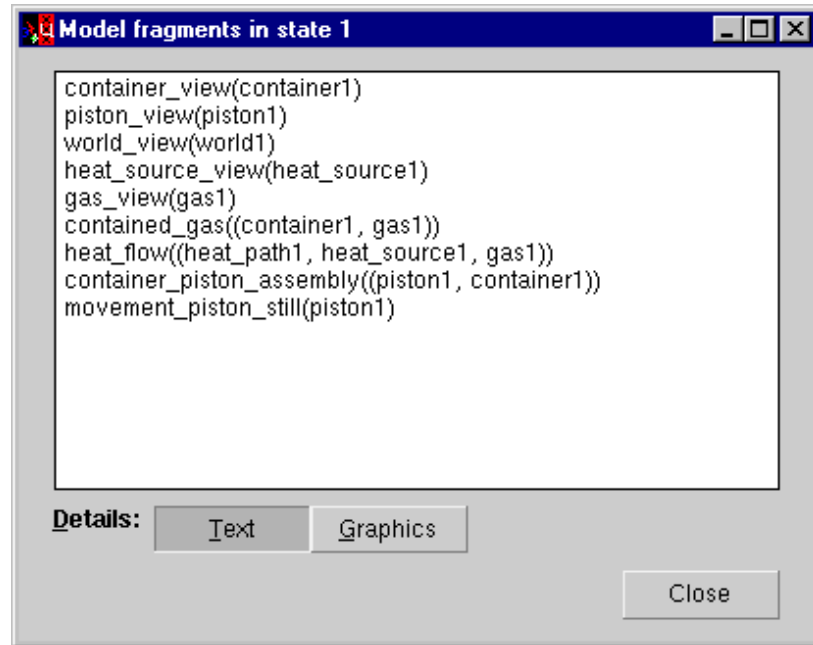 Model fragments in state 1
container_view(container1)
piston_view(piston1)
world_view(world1)
heat_source_view(heat_source1)
gas_view(gas1)
contained_gas((container1, gas1))
heat_flow((heat_path1, heat_source1, gas1))
container_piston_assembly((piston1, container1))
movement_piston_still(piston1)
Details: Text Graphics
Close